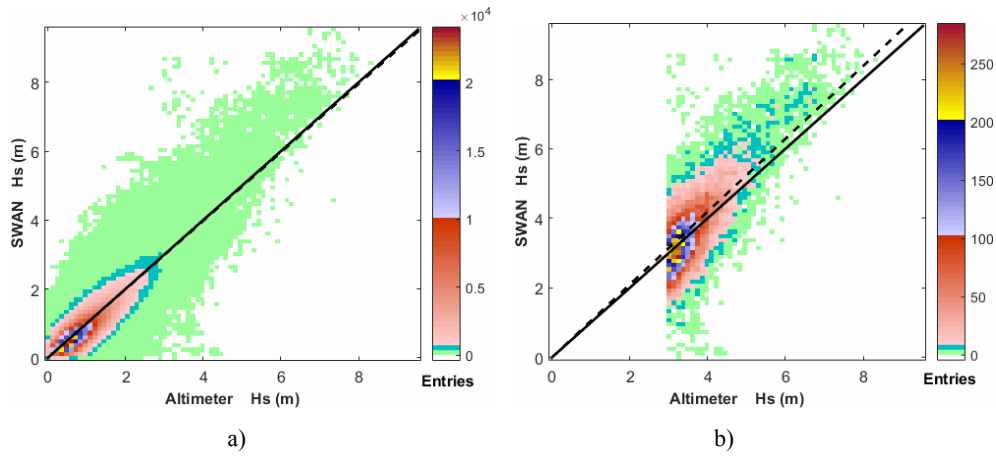 × 10⁴
2
1.5
1
0.5
0
Entries
8
6
4
2
0
SWAN Hs (m)
0 2 4 6 8
Altimeter Hs (m)
a)
250
200
150
100
50
0
Entries
8
6
4
2
0
SWAN Hs (m)
0 2 4 6 8
Altimeter Hs (m)
b)